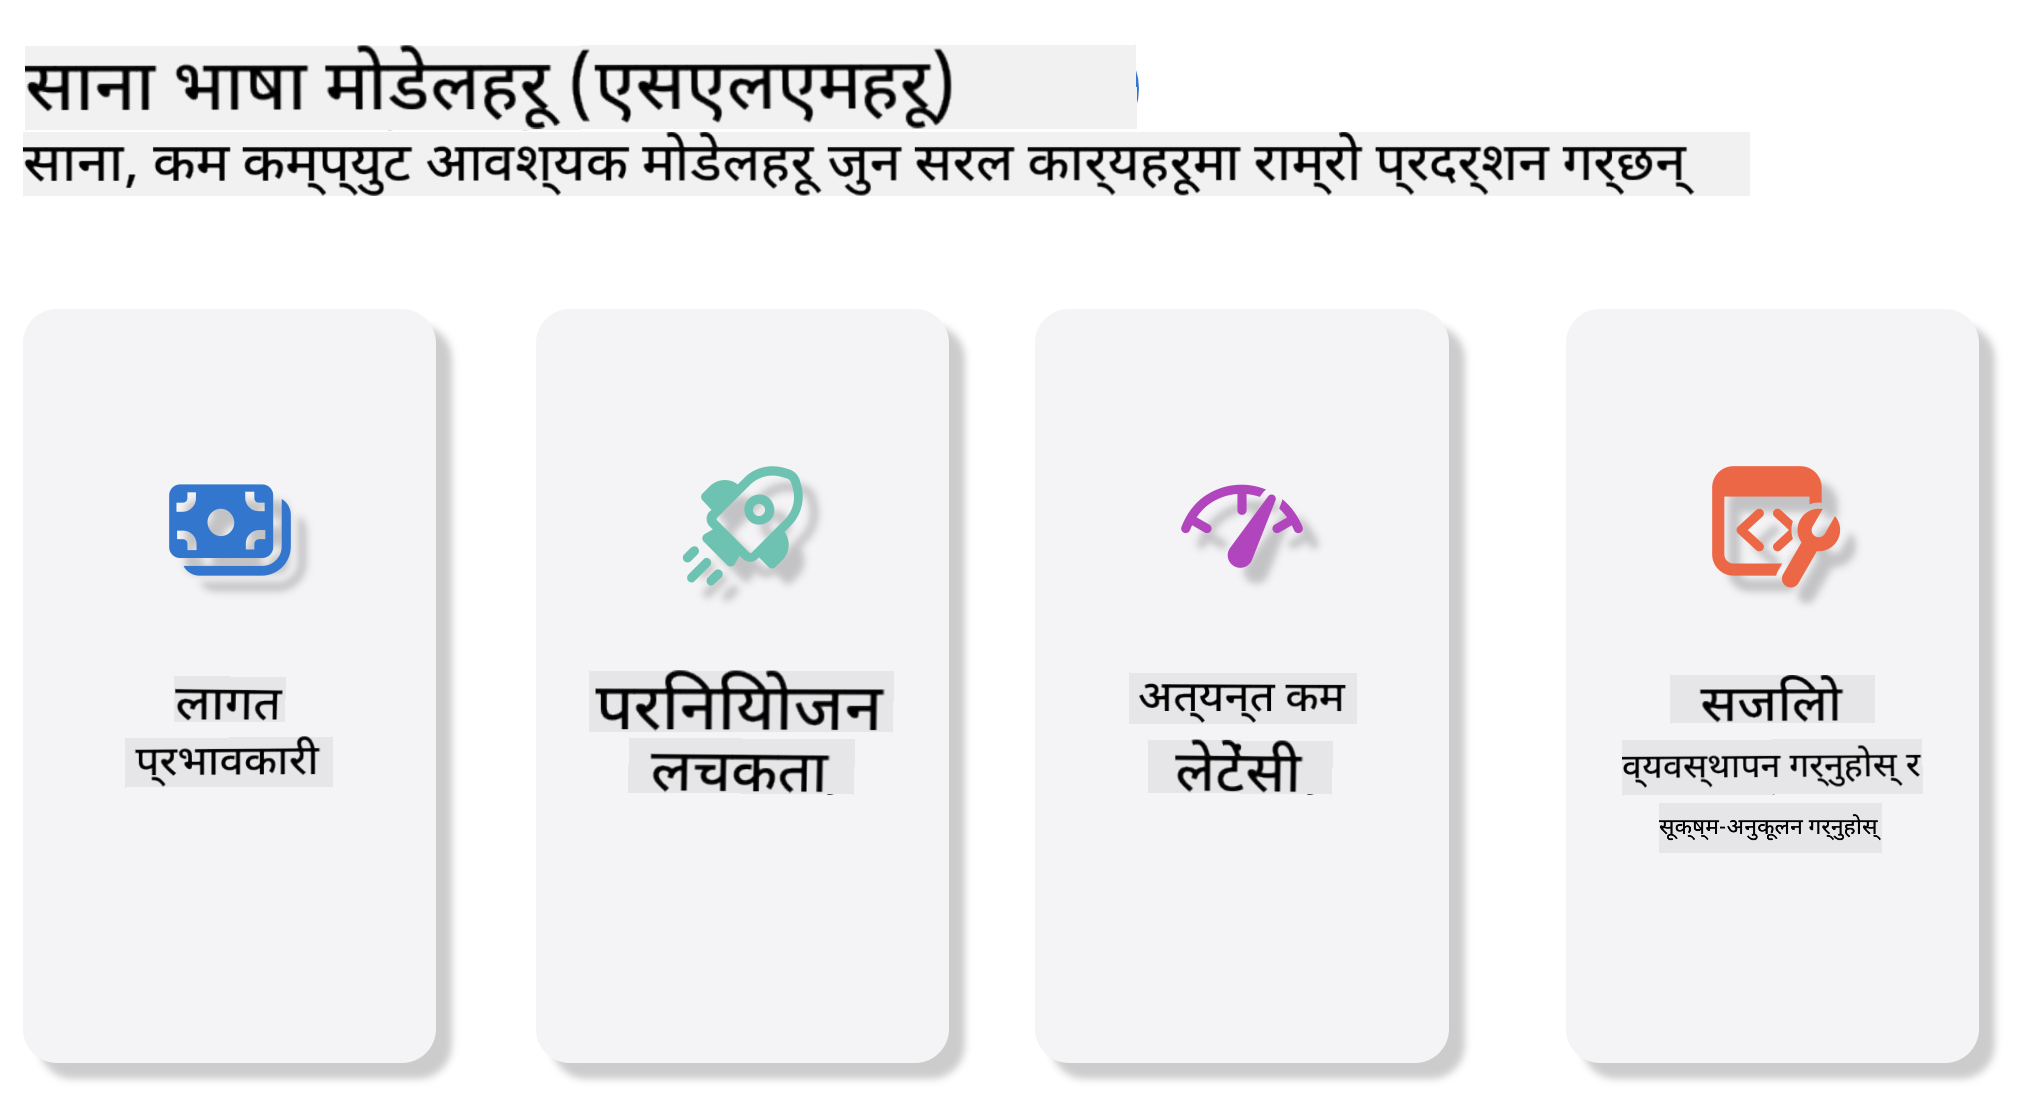 साना भाषा मोडेलहरू (एसएलएमहरू)
साना, कम कम्प्युट आवश्यक मोडेलहरू जुन सरल कार्यहरूमा राम्रो प्रदर्शन गर्छन्
लागत
प्रभावकारी
परिनियोजन
लचकता
अत्यन्त कम
लेटेंसी
सजिलो
व्यवस्थापन गर्नुहोस् र
सूक्ष्म-अनुकूलन गर्नुहोस्